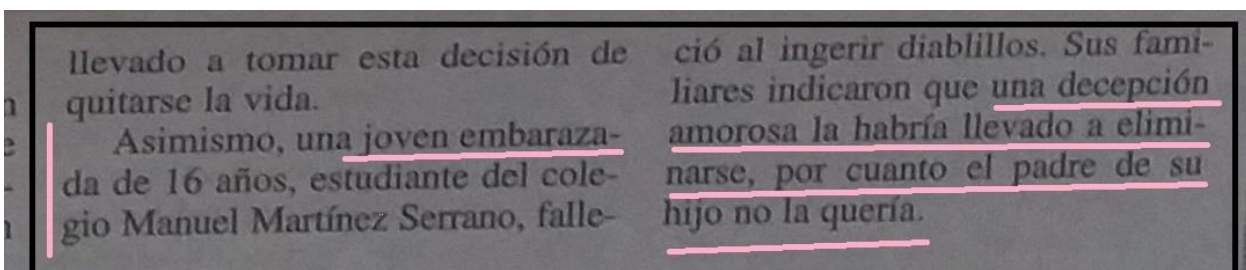 llevado a tomar esta decisión de
quitarse la vida.
Asimismo, una joven embaraza-
da de 16 años, estudiante del cole-
gio Manuel Martínez Serrano, falle-
ció al ingerir diablillos. Sus fami-
liares indicaron que una decepción
amorosa la habría llevado a elimi-
narse, por cuanto el padre de su
hijo no la quería.